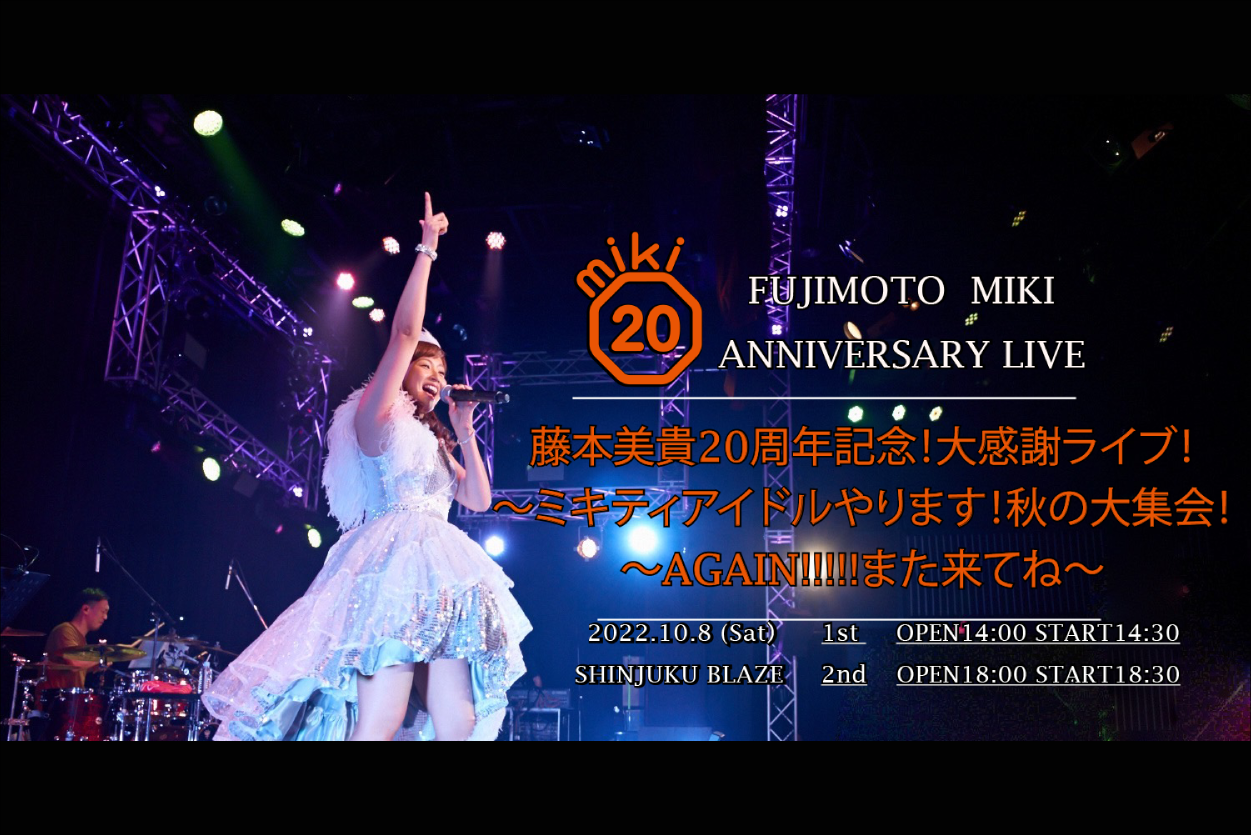 miki
20
FUJIMOTO MIKI
ANNIVERSARY LIVE
藤本美貴20周年記念！大感謝ライブ！
～ミキティアイドルやります！秋の大集会！
～AGAIN!!!!!また来てね～
2022.10.8 (Sat) 1st OPEN14:00 START14:30
SHINJUKU BLAZE 2nd OPEN18:00 START18:30